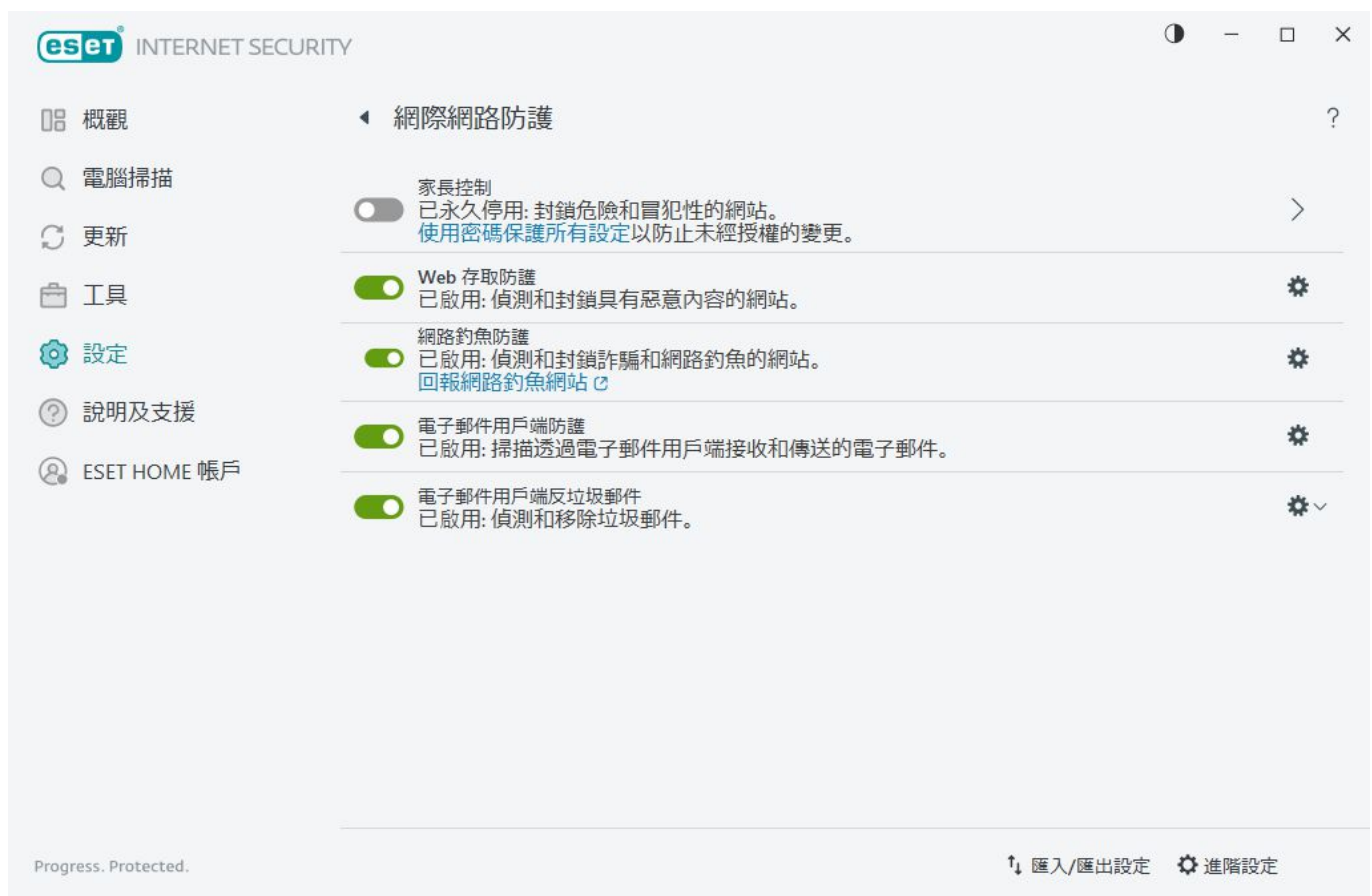 eset® INTERNET SECURITY
概觀
電腦掃描
更新
工具
設定
說明及支援
ESET HOME 帳戶
網際網路防護
?
家長控制
已永久停用: 封鎖危險和冒犯性的網站。
使用密碼保護所有設定以防止未經授權的變更。
Web 存取防護
已啟用: 偵測和封鎖具有惡意內容的網站。
網路釣魚防護
已啟用: 偵測和封鎖詐騙和網路釣魚的網站。
回報網路釣魚網站
電子郵件用戶端防護
已啟用: 掃描透過電子郵件用戶端接收和傳送的電子郵件。
電子郵件用戶端反垃圾郵件
已啟用: 偵測和移除垃圾郵件。
Progress. Protected.
匯入/匯出設定 進階設定